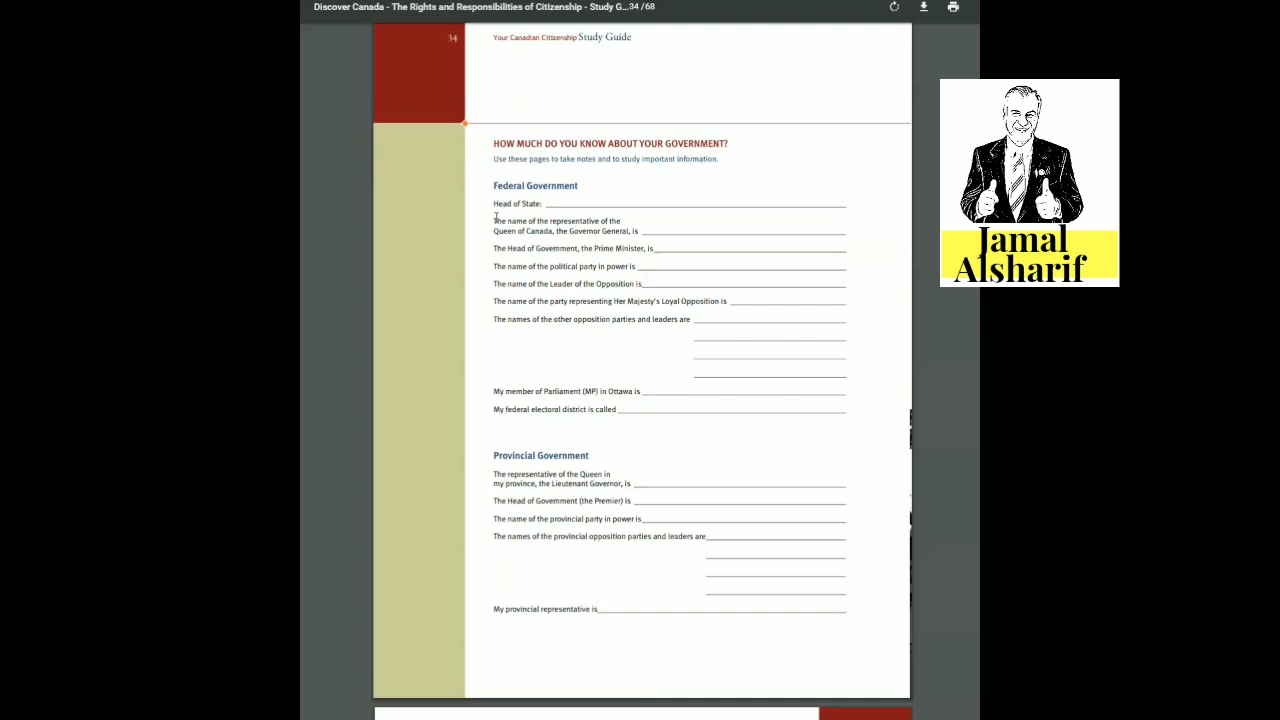 Discover Canada - The Rights and Responsibilities of Citizenship - Study G...34 /68
34
Your Canadian Citizenship Study Guide
HOW MUCH DO YOU KNOW ABOUT YOUR GOVERNMENT?
Use these pages to take notes and to study important information.
Federal Government
Head of State:
The name of the representative of the
Queen of Canada, the Governor General, is
The Head of Government, the Prime Minister, is
The name of the political party in power is
The name of the Leader of the Opposition is
The name of the party representing Her Majesty's Loyal Opposition is
The names of the other opposition parties and leaders are
My member of Parliament (MP) in Ottawa is
My federal electoral district is called
Provincial Government
The representative of the Queen in
my province, the Lieutenant Governor, is
The Head of Government (the Premier) is
The name of the provincial party in power is
The names of the provincial opposition parties and leaders are
My provincial representative is
Jamal
Alsharif